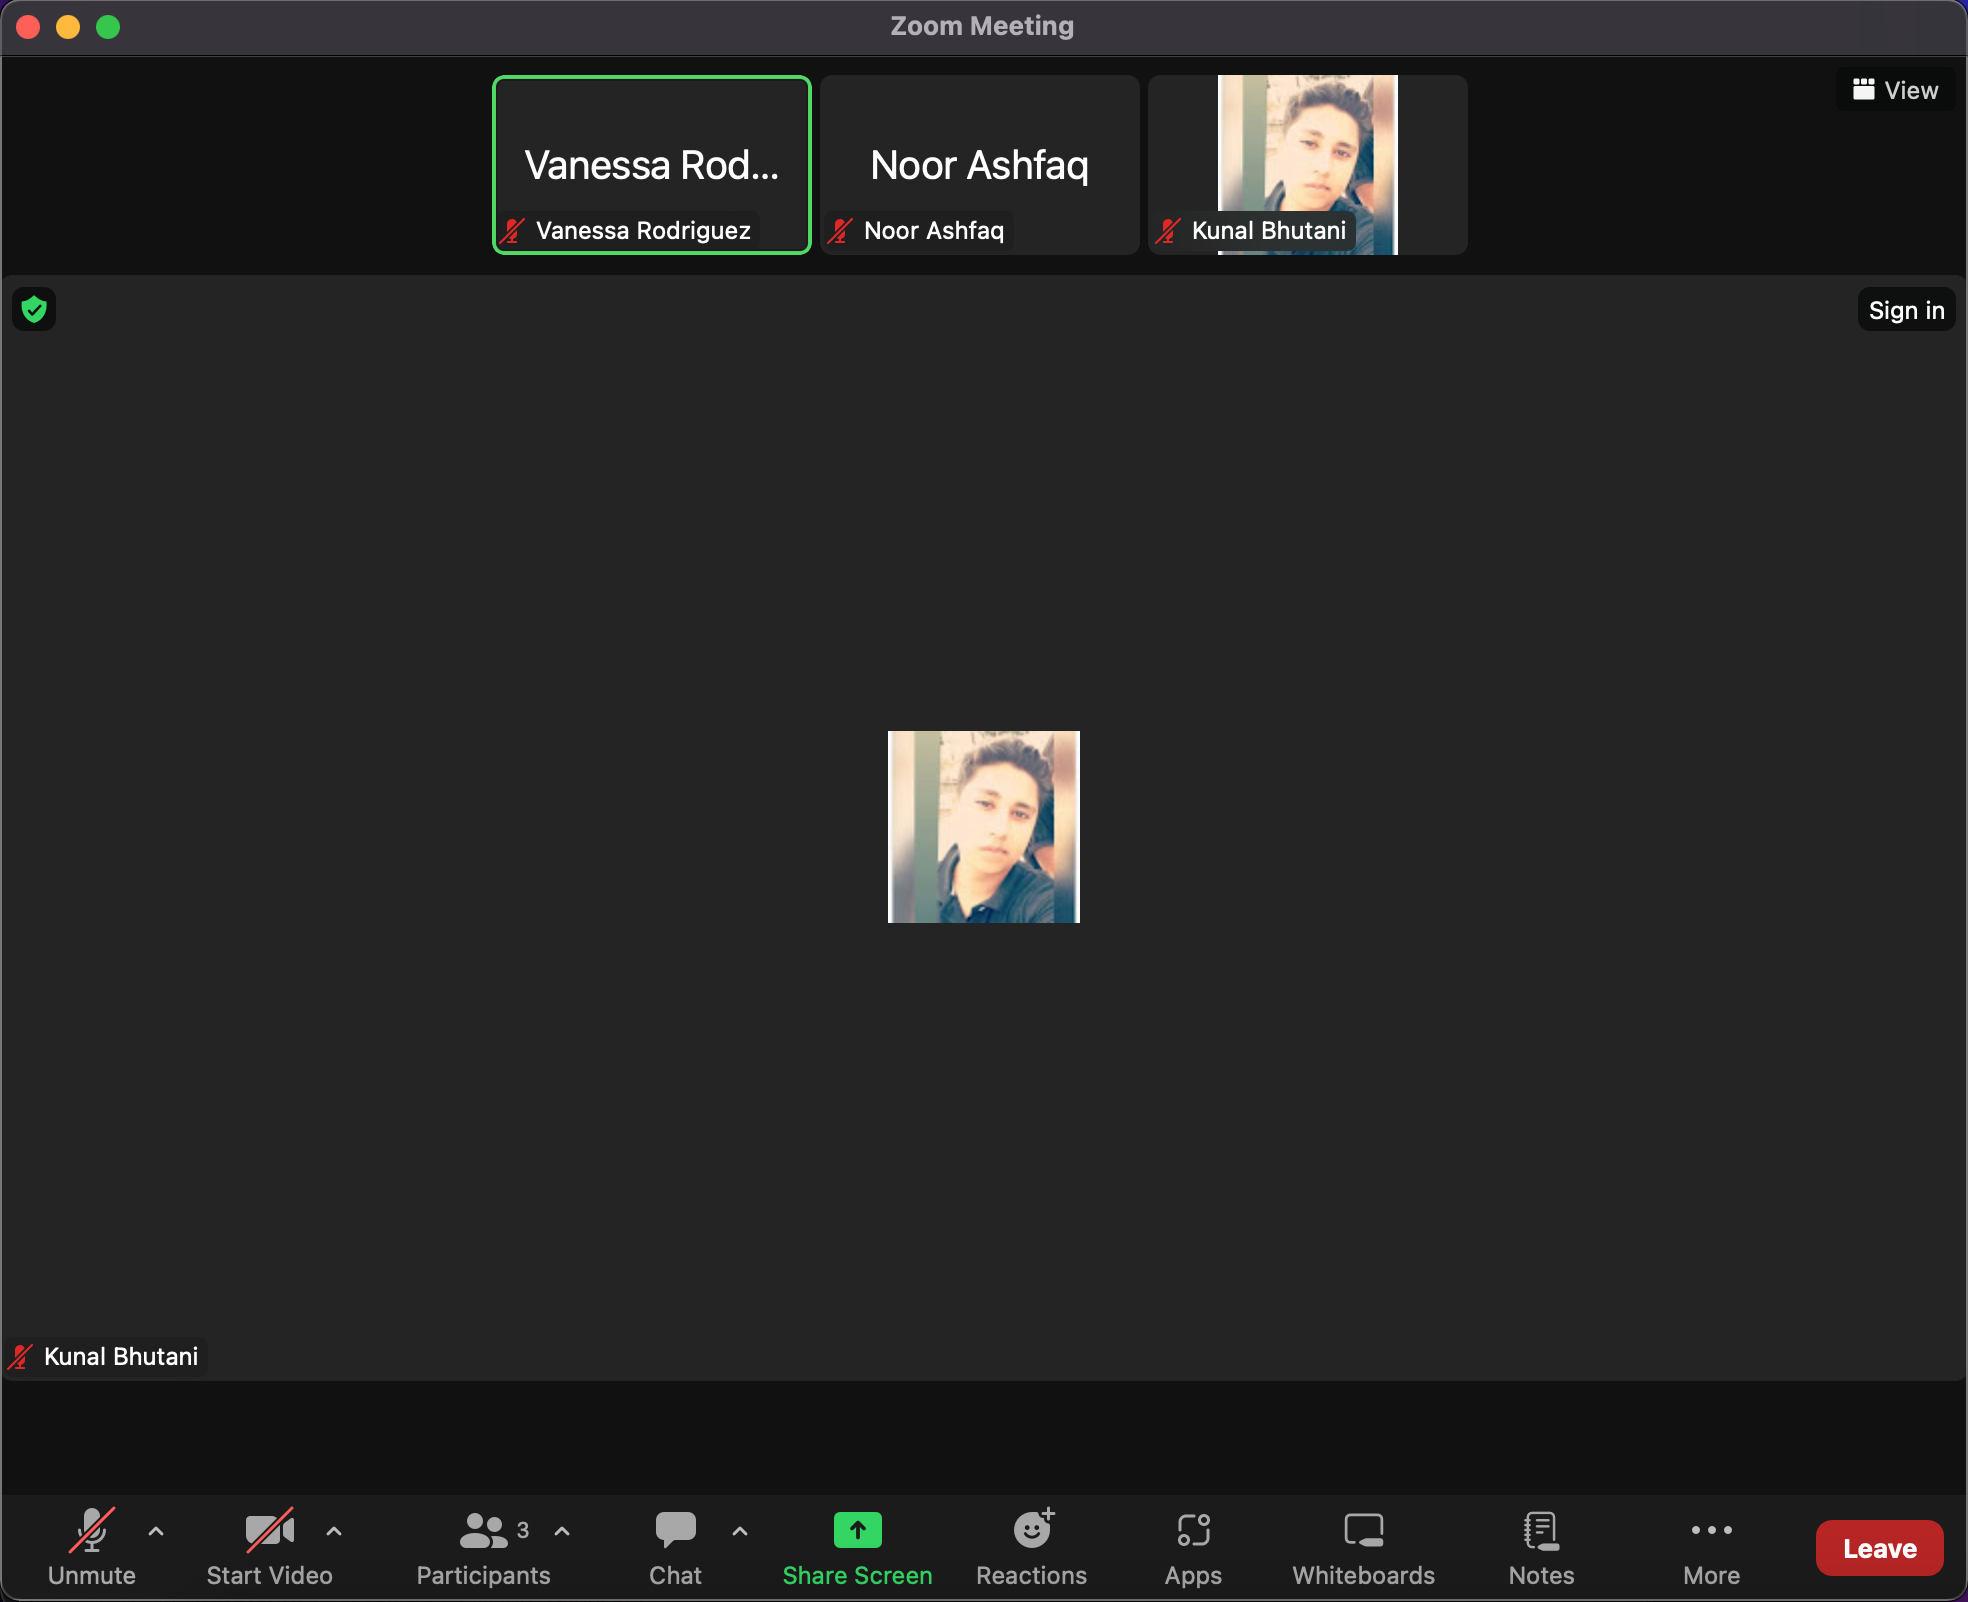 Zoom Meeting
View
Vanessa Rod...
Vanessa Rodriguez
Noor Ashfaq
Noor Ashfaq
Kunal Bhutani
Sign in
Kunal Bhutani
3
Unmute
Start Video
Participants
Chat
Share Screen
Reactions
Apps
Whiteboards
Notes
More
Leave